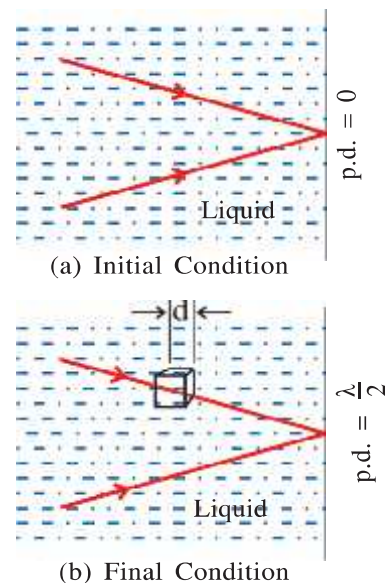 p.d. = 0
Liquid
(a) Initial Condition
d
p.d. = λ/2
Liquid
(b) Final Condition